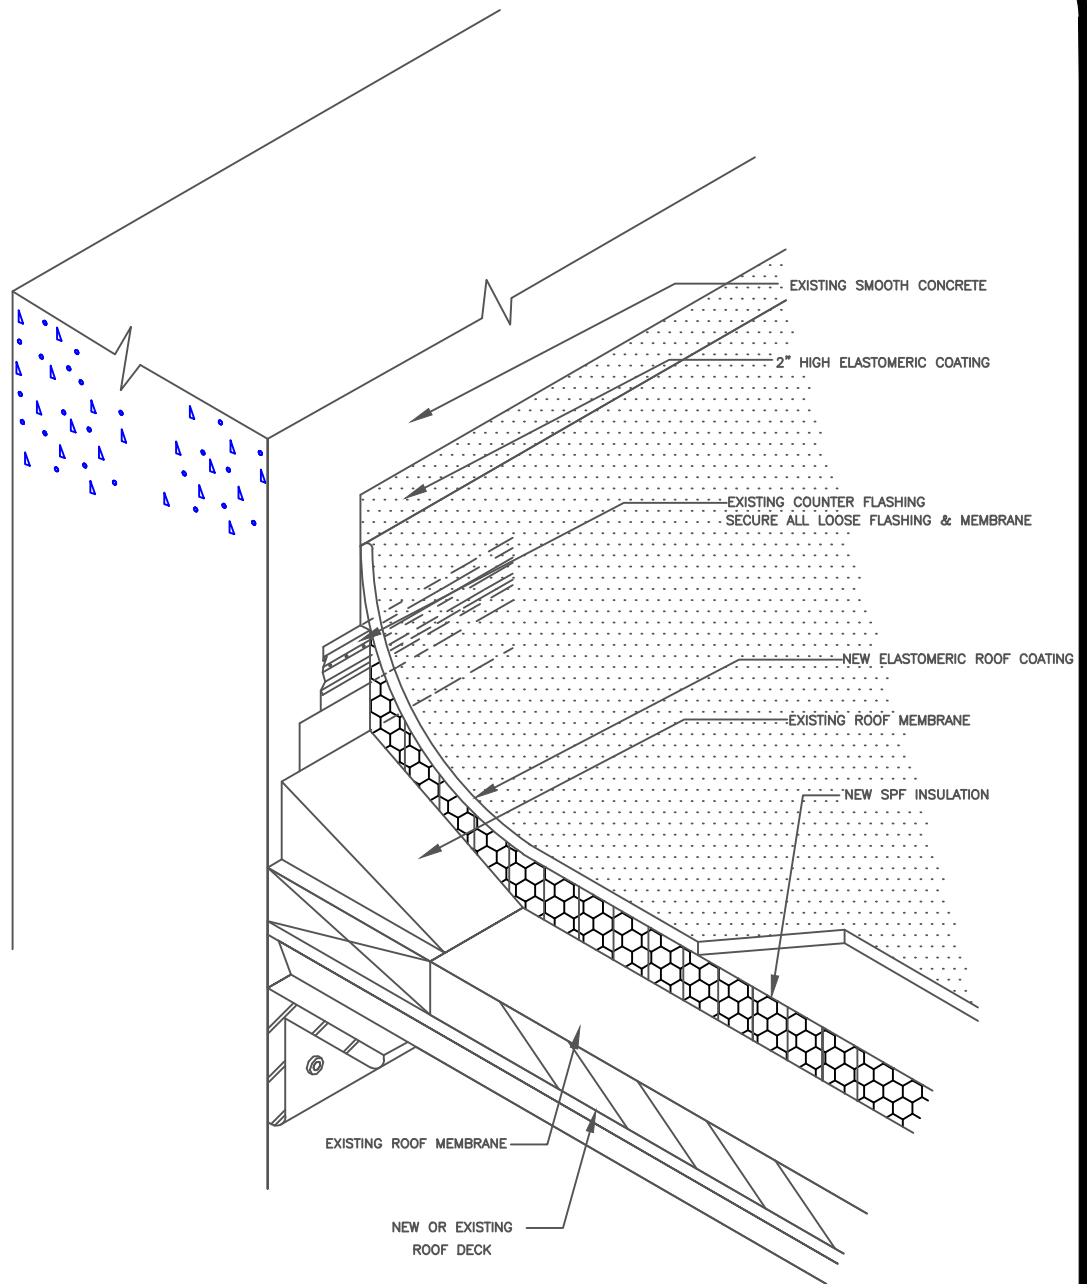 EXISTING SMOOTH CONCRETE
2" HIGH ELASTOMERIC COATING
EXISTING COUNTER FLASHING
SECURE ALL LOOSE FLASHING & MEMBRANE
NEW ELASTOMERIC ROOF COATING
EXISTING ROOF MEMBRANE
NEW SPF INSULATION
EXISTING ROOF MEMBRANE
NEW OR EXISTING
ROOF DECK